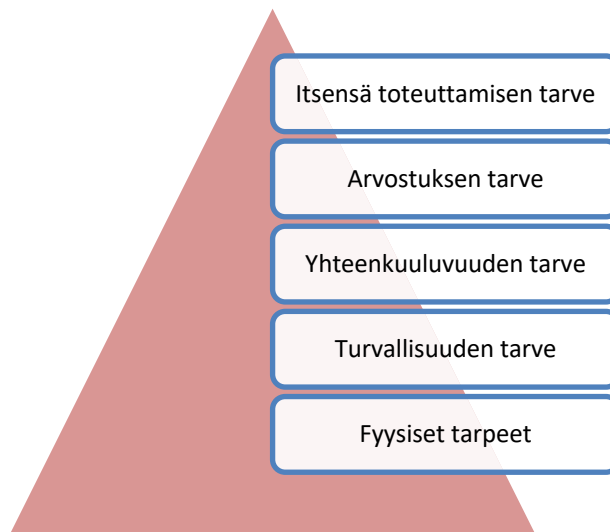 Itsensä toteuttamisen tarve
Arvostuksen tarve
Yhteenkuuluvuuden tarve
Turvallisuuden tarve
Fyysiset tarpeet